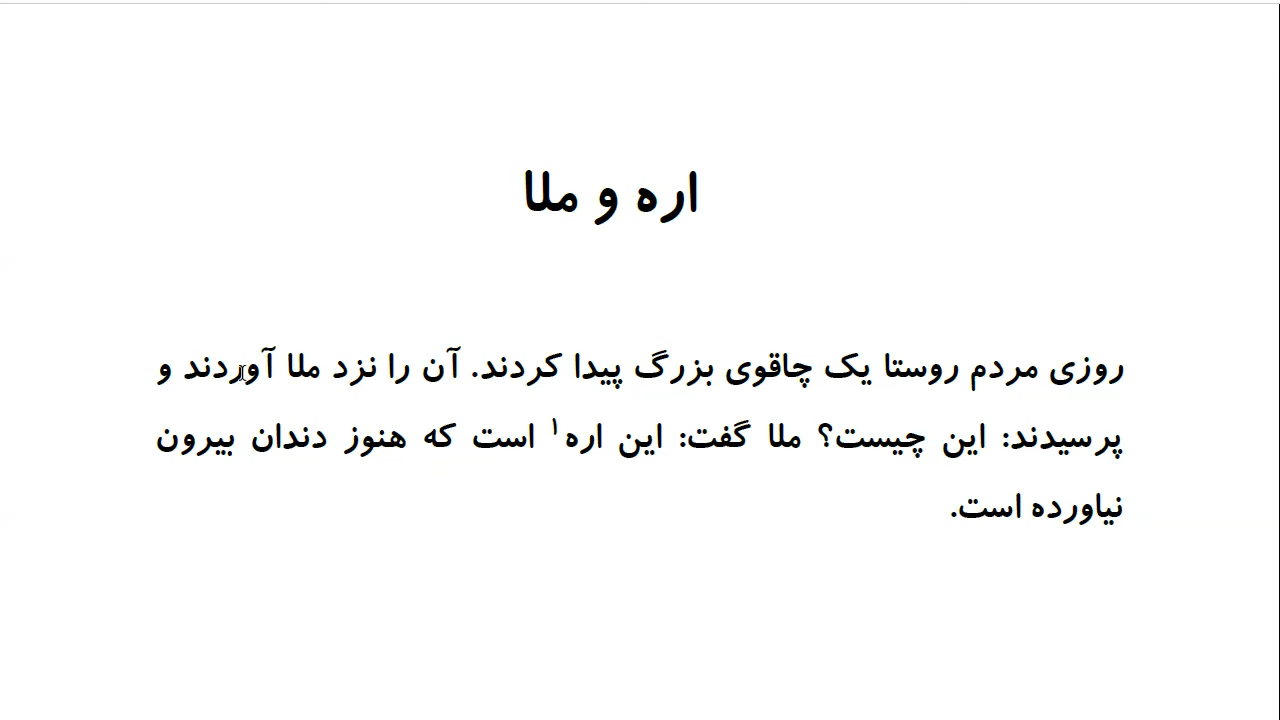 اره و ملا
روزی مردم روستا یک چاقوی بزرگ پیدا کردند. آن را نزد ملا آوردند و
پرسیدند: این چیست؟ ملا گفت: این اره۱ است که هنوز دندان بیرون
نیاورده است.